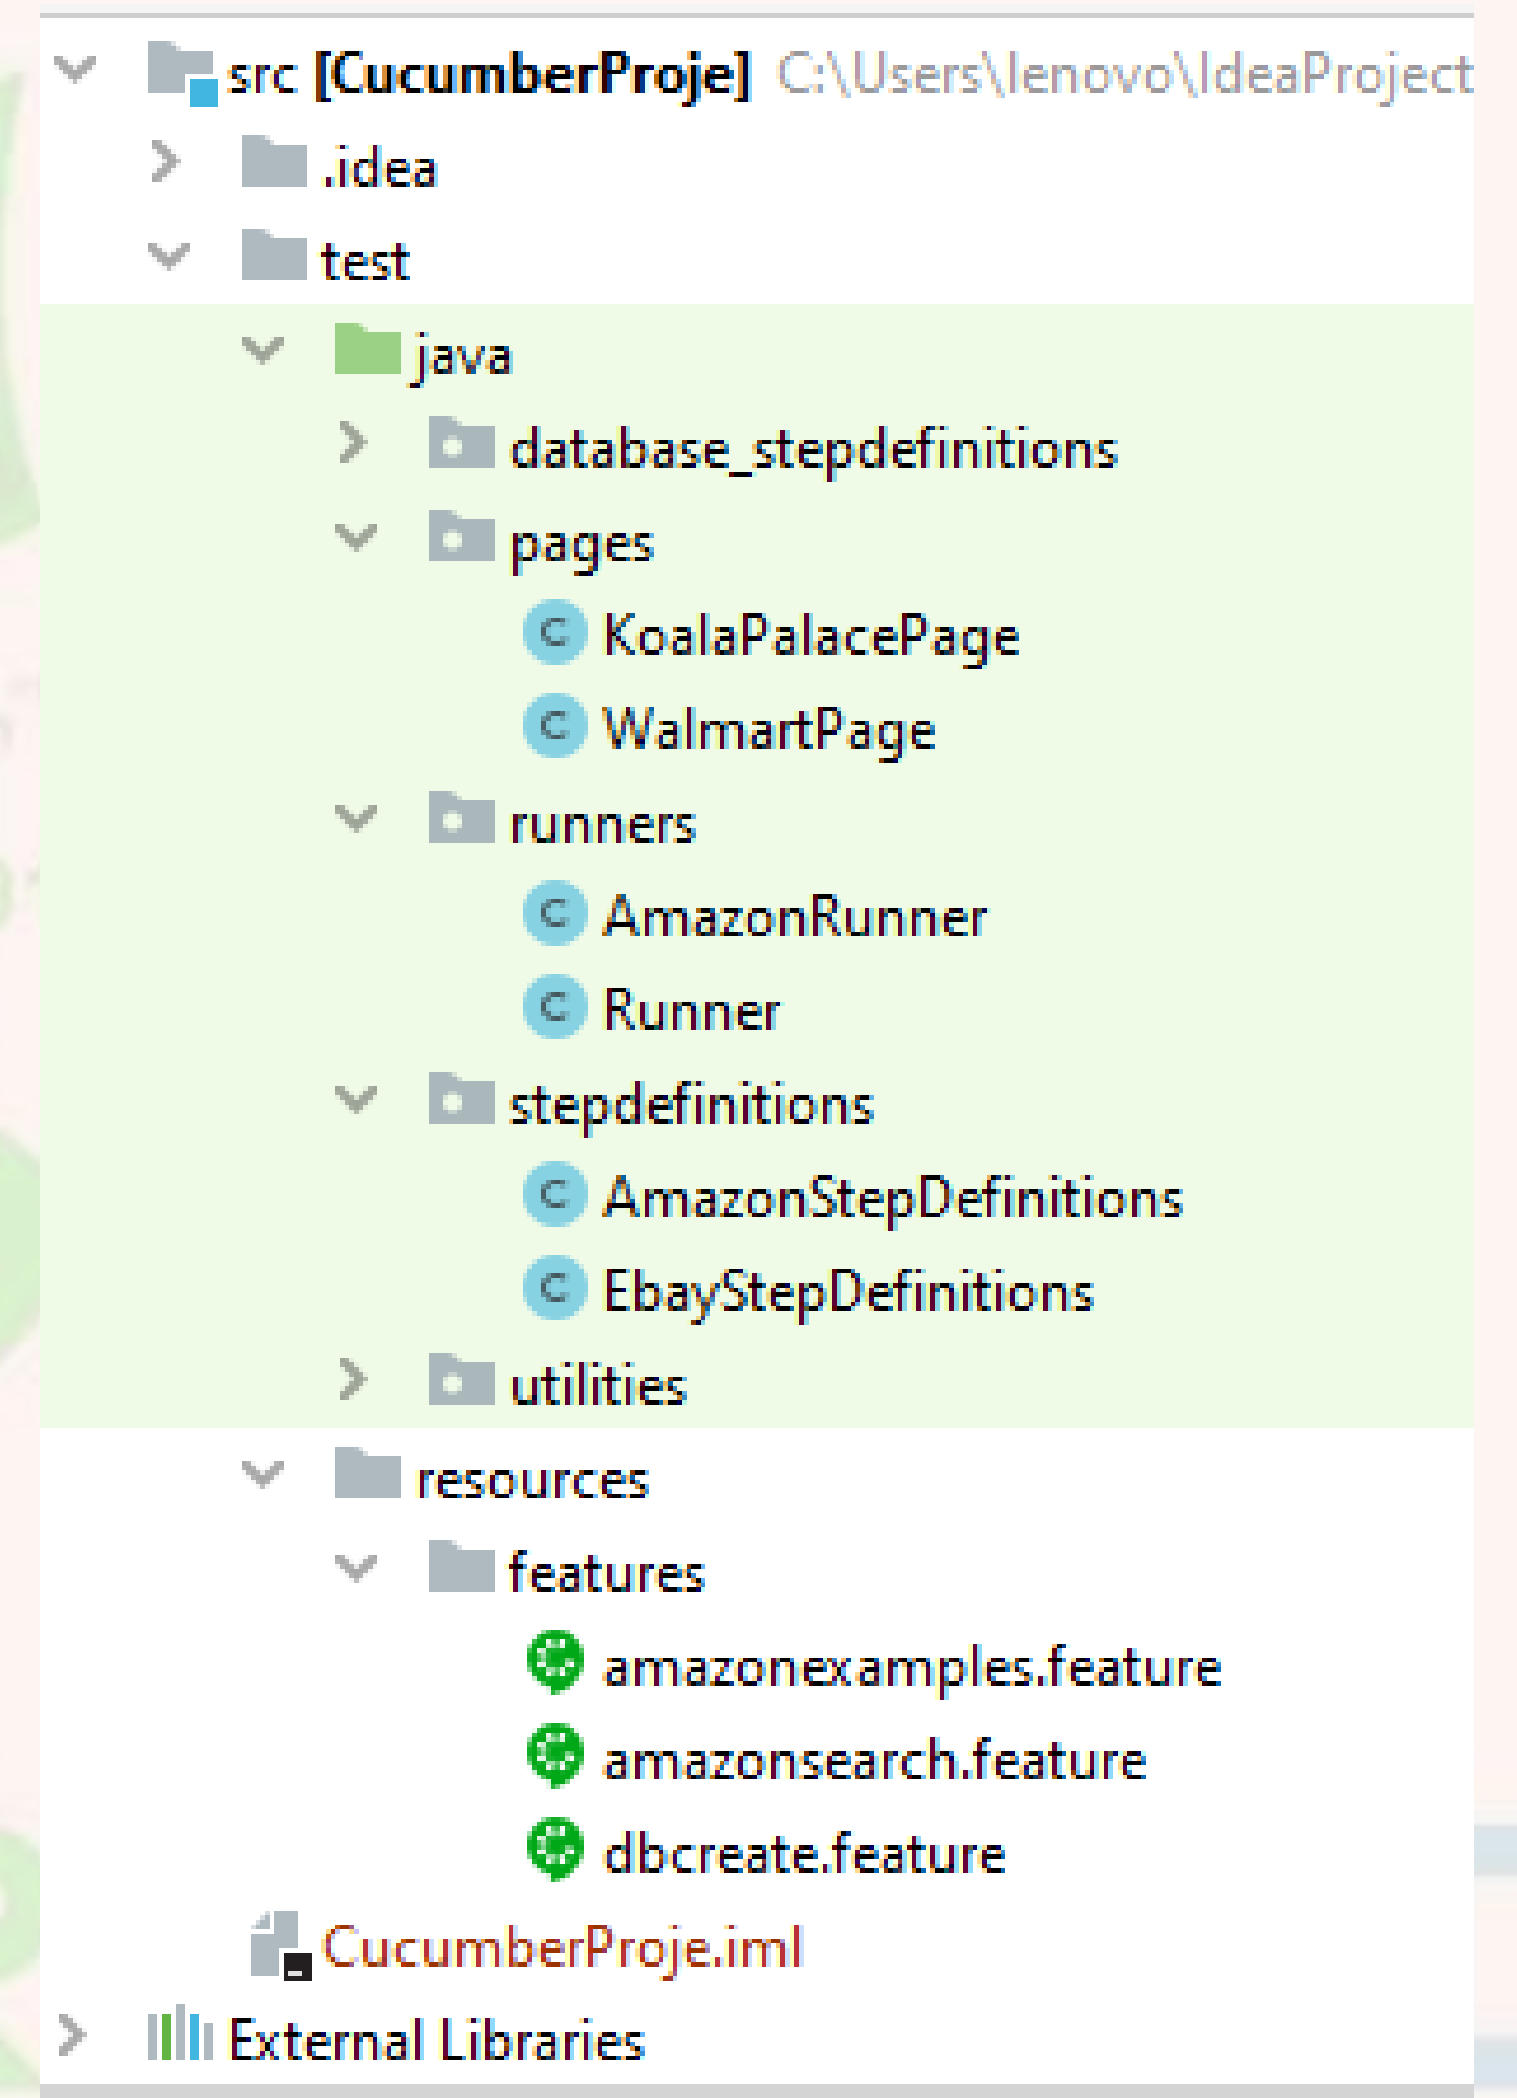 src [CucumberProje] C:\Users\lenovo\IdeaProject
.idea
test
java
database_stepdefinitions
pages
C KoalaPalacePage
C WalmartPage
runners
C AmazonRunner
C Runner
stepdefinitions
C AmazonStepDefinitions
C EbayStepDefinitions
utilities
resources
features
amazonexamples.feature
amazonsearch.feature
dbcreate.feature
CucumberProje.iml
External Libraries